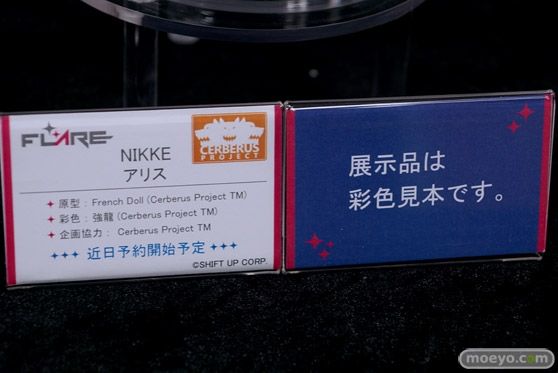 FLARE
CERBERUS
PROJECT
NIKKE
アリス
原型 : French Doll (Cerberus Project TM)
彩色 : 強龍 (Cerberus Project TM)
企画協力 : Cerberus Project TM
近日予約開始予定
©SHIFT UP CORP.
展示品は
彩色見本です。
moeyo.com